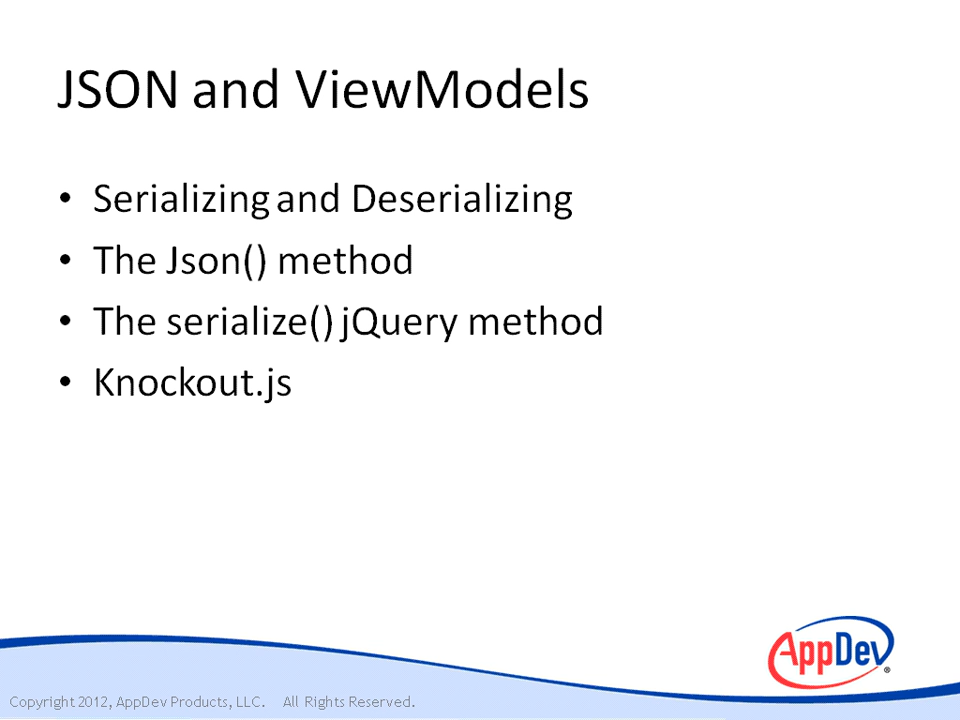 JSON and ViewModels
• Serializing and Deserializing
• The Json() method
• The serialize() jQuery method
• Knockout.js
AppDev®
Copyright 2012, AppDev Products, LLC. All Rights Reserved.